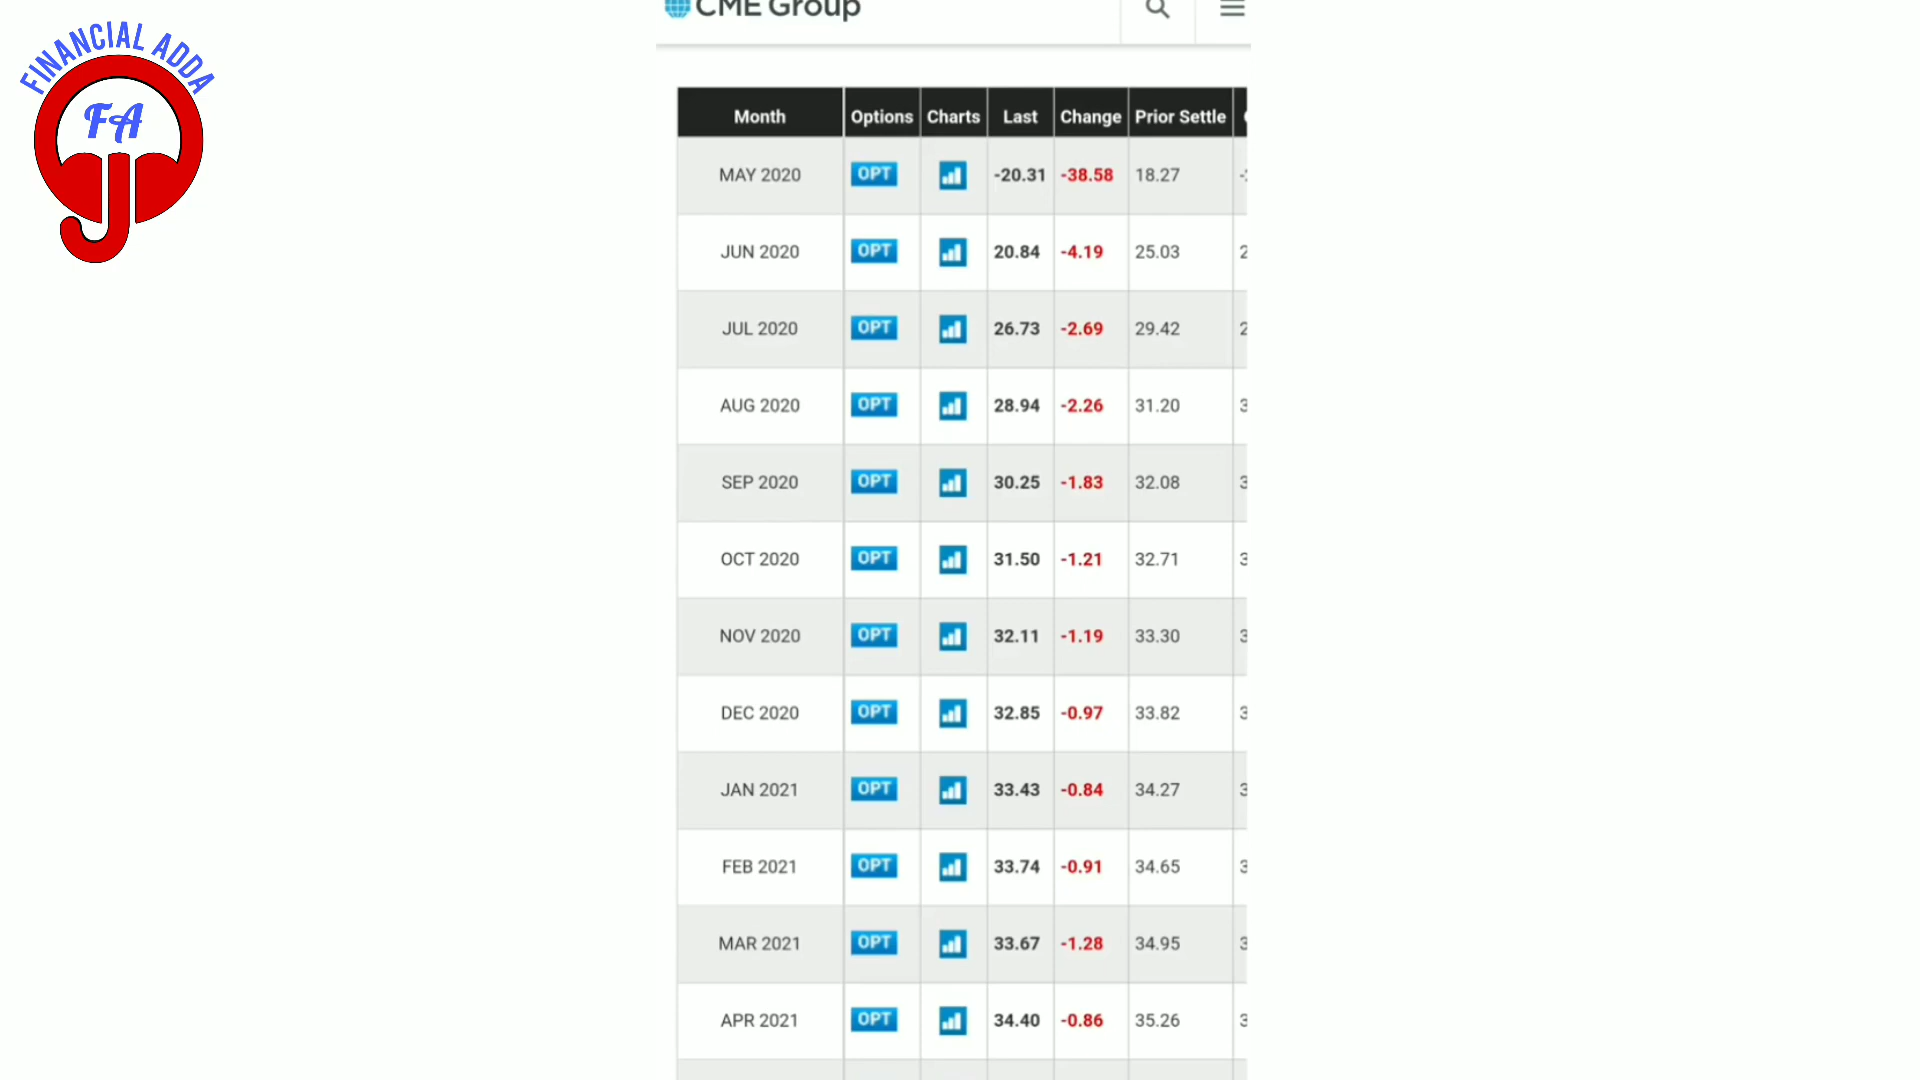 FINANCIAL ADDA
FA
CME Group
Month Options Charts Last Change Prior Settle
MAY 2020 OPT -20.31 -38.58 18.27
JUN 2020 OPT 20.84 -4.19 25.03
JUL 2020 OPT 26.73 -2.69 29.42
AUG 2020 OPT 28.94 -2.26 31.20
SEP 2020 OPT 30.25 -1.83 32.08
OCT 2020 OPT 31.50 -1.21 32.71
NOV 2020 OPT 32.11 -1.19 33.30
DEC 2020 OPT 32.85 -0.97 33.82
JAN 2021 OPT 33.43 -0.84 34.27
FEB 2021 OPT 33.74 -0.91 34.65
MAR 2021 OPT 33.67 -1.28 34.95
APR 2021 OPT 34.40 -0.86 35.26